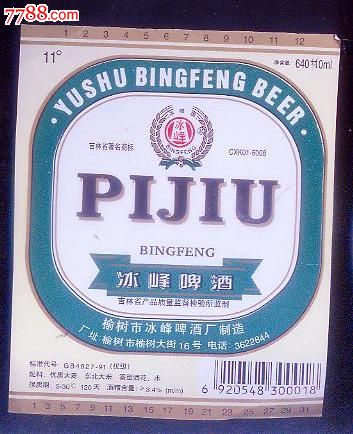 7788.com
1 2 3 4 5 6 7 8 9 10 11 12
11°
净含量: 640±10ml
·YUSHU BINGFENG BEER·
冰峰
BINGFENG
吉林省著名商标
CXK01-5008
PIJIU
BINGFENG
冰峰啤酒
吉林省产品质量监督检验所监制
榆树市冰峰啤酒厂制造
厂址: 榆树市榆树大街16号 电话: 3622844
标准代号: GB4927-91 (优级)
配料: 优质大麦、东北大米、香型酒花、水
保质期: 5-30℃ 120天 酒精含量: ≥3.4% (m/m)
6 920548 300018
1 3 5 7 9 11 13 15 17 19 21 23 25 27 29 31